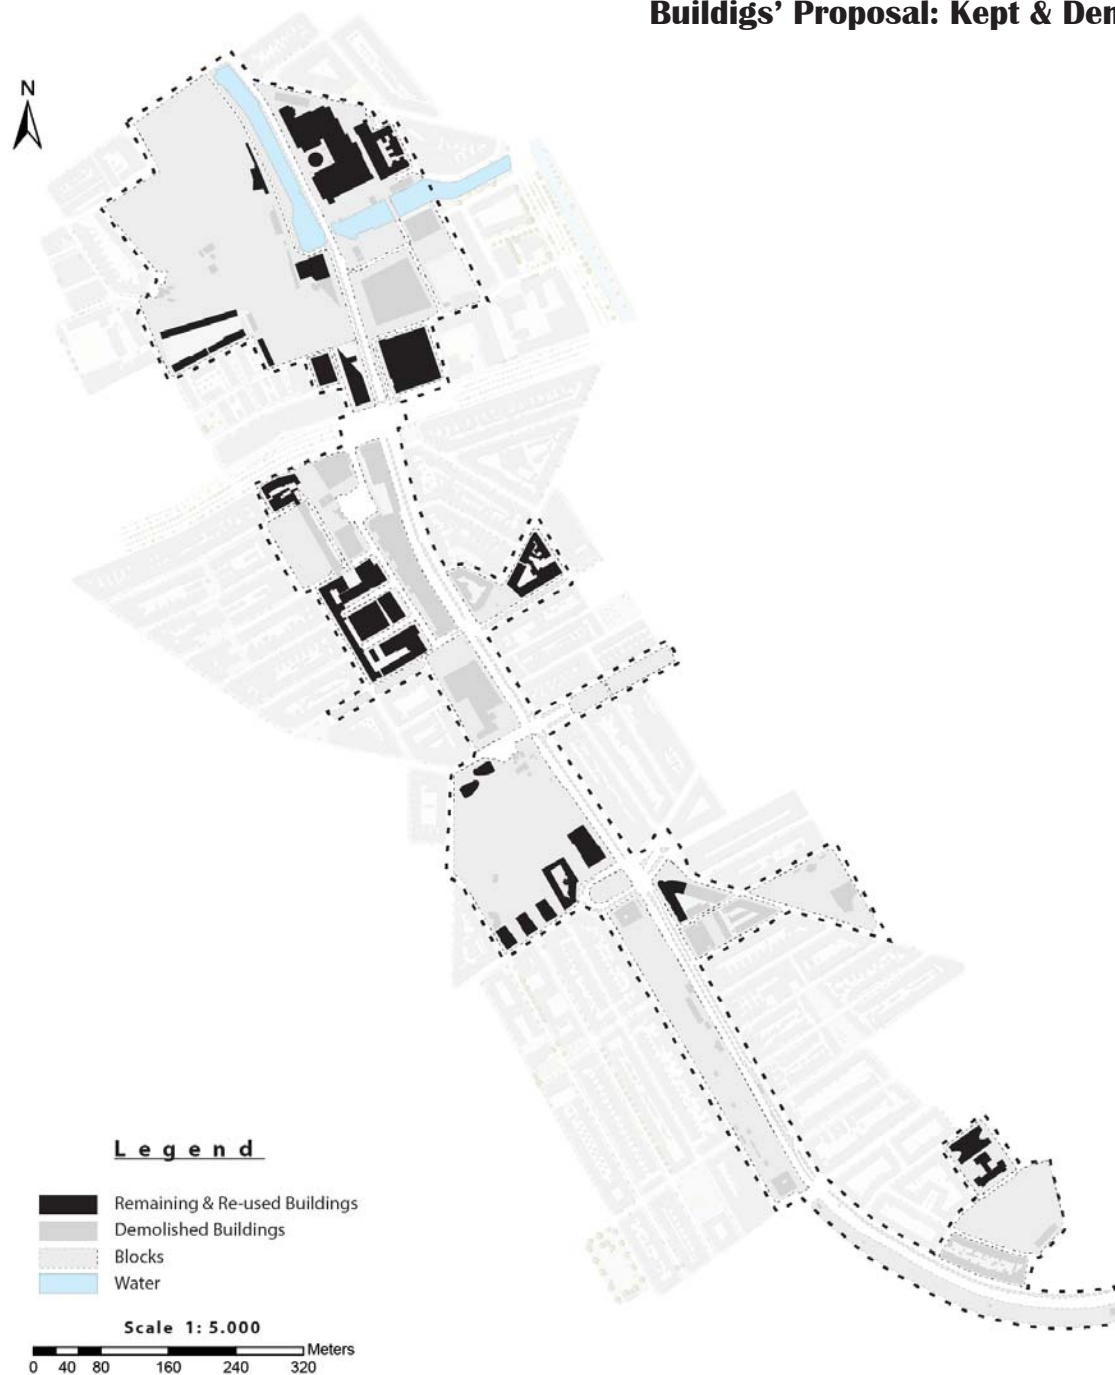 Buildigs' Proposal: Kept & Den
N
Legend
Remaining & Re-used Buildings
Demolished Buildings
Blocks
Water
Scale 1: 5.000
Meters
0 40 80 160 240 320